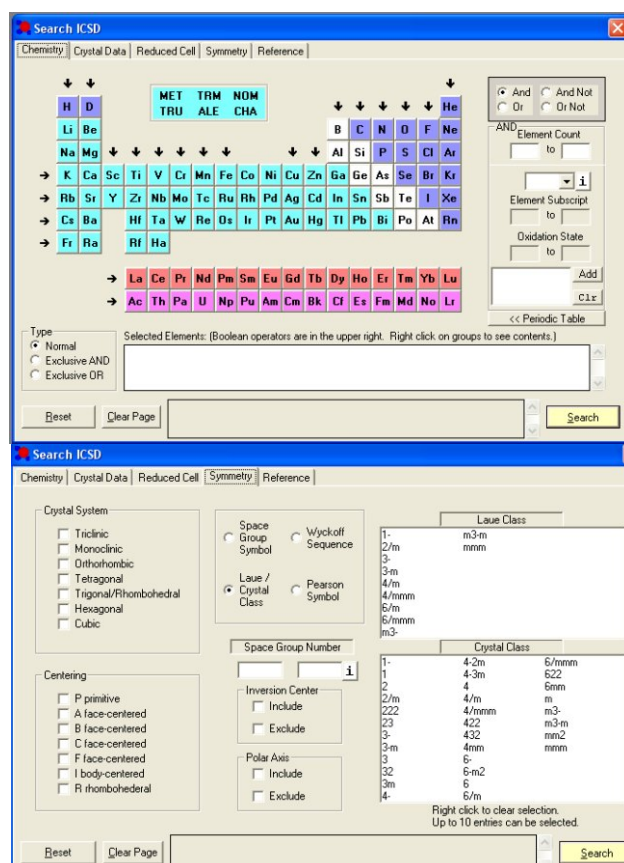 Search ICSD
Chemistry Crystal Data Reduced Cell Symmetry Reference
MET TRM NOM
TRU ALE CHA
And And Not
Or Or Not
H D He
Li Be B C N O F Ne
Na Mg Al Si P S Cl Ar
K Ca Sc Ti V Cr Mn Fe Co Ni Cu Zn Ga Ge As Se Br Kr
Rb Sr Y Zr Nb Mo Tc Ru Rh Pd Ag Cd In Sn Sb Te I Xe
Cs Ba Hf Ta W Re Os Ir Pt Au Hg Tl Pb Bi Po At Rn
Fr Ra Rf Ha
La Ce Pr Nd Pm Sm Eu Gd Tb Dy Ho Er Tm Yb Lu
Ac Th Pa U Np Pu Am Cm Bk Cf Es Fm Md No Lr
AND
Element Count
to
i
Element Subscript
to
Oxidation State
to
Add
Clr
<< Periodic Table
Type
Normal
Exclusive AND
Exclusive OR
Selected Elements: (Boolean operators are in the upper right. Right click on groups to see contents.)
Reset Clear Page Search
Search ICSD
Chemistry Crystal Data Reduced Cell Symmetry Reference
Crystal System
Triclinic
Monoclinic
Orthorhombic
Tetragonal
Trigonal/Rhombohedral
Hexagonal
Cubic
Centering
P primitive
A face-centered
B face-centered
C face-centered
F face-centered
I body-centered
R rhombohederal
Space Group Symbol
Wyckoff Sequence
Laue / Crystal Class
Pearson Symbol
Space Group Number
i
Inversion Center
Include
Exclude
Polar Axis
Include
Exclude
Laue Class
1- m3-m
2/m mmm
3-
3-m
4/m
4/mmm
6/m
6/mmm
m3-
Crystal Class
1- 4-2m 6/mmm
1 4-3m 622
2 4 6mm
2/m 4/m m
222 4/mmm m3-
23 422 m3-m
3- 432 mm2
3-m 4mm mmm
3 6-
32 6-m2
3m 6
4- 6/m
Right click to clear selection.
Up to 10 entries can be selected.
Reset Clear Page Search